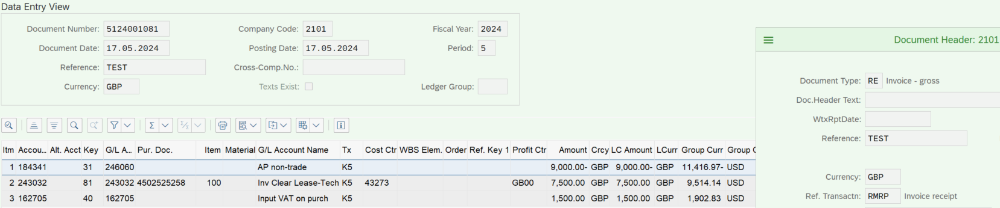 Data Entry View
Document Number: 5124001081 Company Code: 2101 Fiscal Year: 2024
Document Date: 17.05.2024 Posting Date: 17.05.2024 Period: 5
Reference: TEST Cross-Comp.No.:
Currency: GBP Texts Exist: Ledger Group:
Itm Accou... Alt. Acct Key G/L A... Pur. Doc. Item Material G/L Account Name Tx Cost Ctr WBS Elem. Order Ref. Key 1 Profit Ctr Amount Crcy LC Amount LCurr Group Curr Group C
1 184341 31 246060 AP non-trade K5 9,000.00- GBP 9,000.00- GBP 11,416.97- USD
2 243032 81 243032 4502525258 100 Inv Clear Lease-Tech K5 43273 GB00 7,500.00 GBP 7,500.00 GBP 9,514.14 USD
3 162705 40 162705 Input VAT on purch K5 1,500.00 GBP 1,500.00 GBP 1,902.83 USD
Document Header: 2101
Document Type: RE Invoice - gross
Doc.Header Text:
WtxRptDate:
Reference: TEST
Currency: GBP
Ref. Transactn: RMRP Invoice receipt